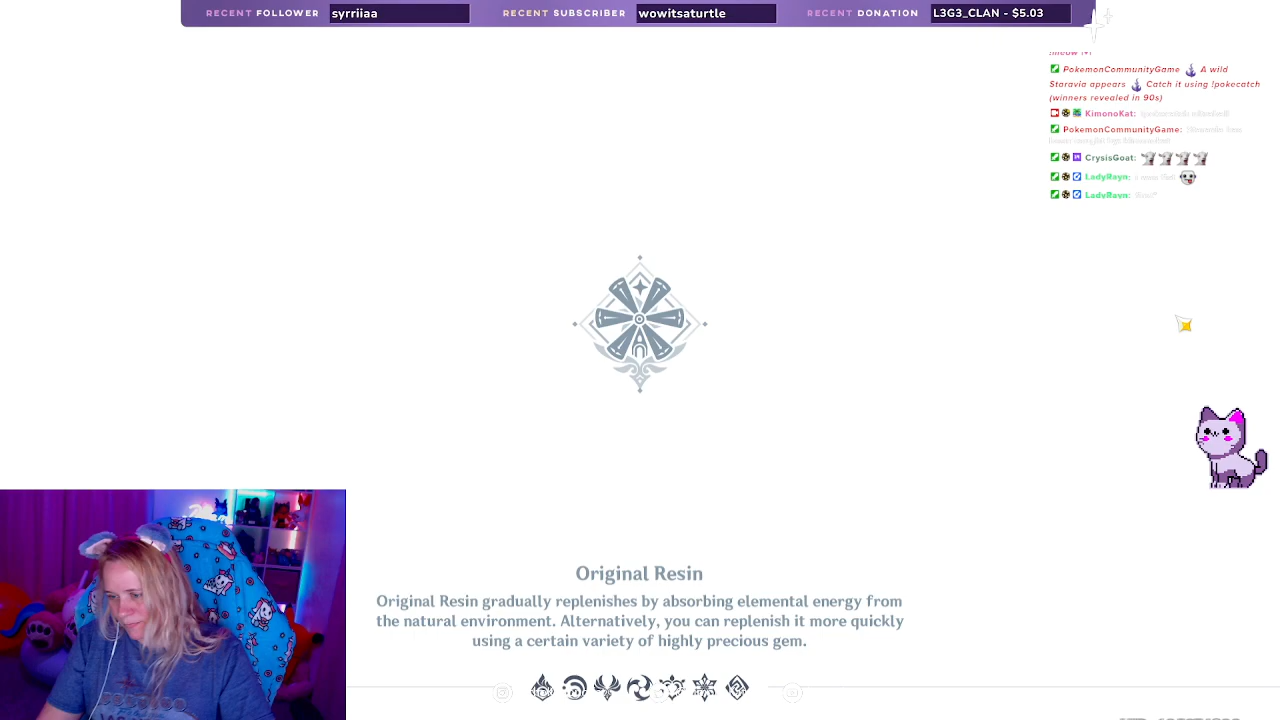 RECENT FOLLOWER syrriiaa RECENT SUBSCRIBER wowitsaturtle RECENT DONATION L3G3_CLAN - $5.03
PokemonCommunityGame A wild
Staravia appears Catch it using !pokecatch
(winners revealed in 90s)
KimonoKat:
PokemonCommunityGame:
CrysisGoat:
LadyRayn:
LadyRayn:
Original Resin
Original Resin gradually replenishes by absorbing elemental energy from
the natural environment. Alternatively, you can replenish it more quickly
using a certain variety of highly precious gem.